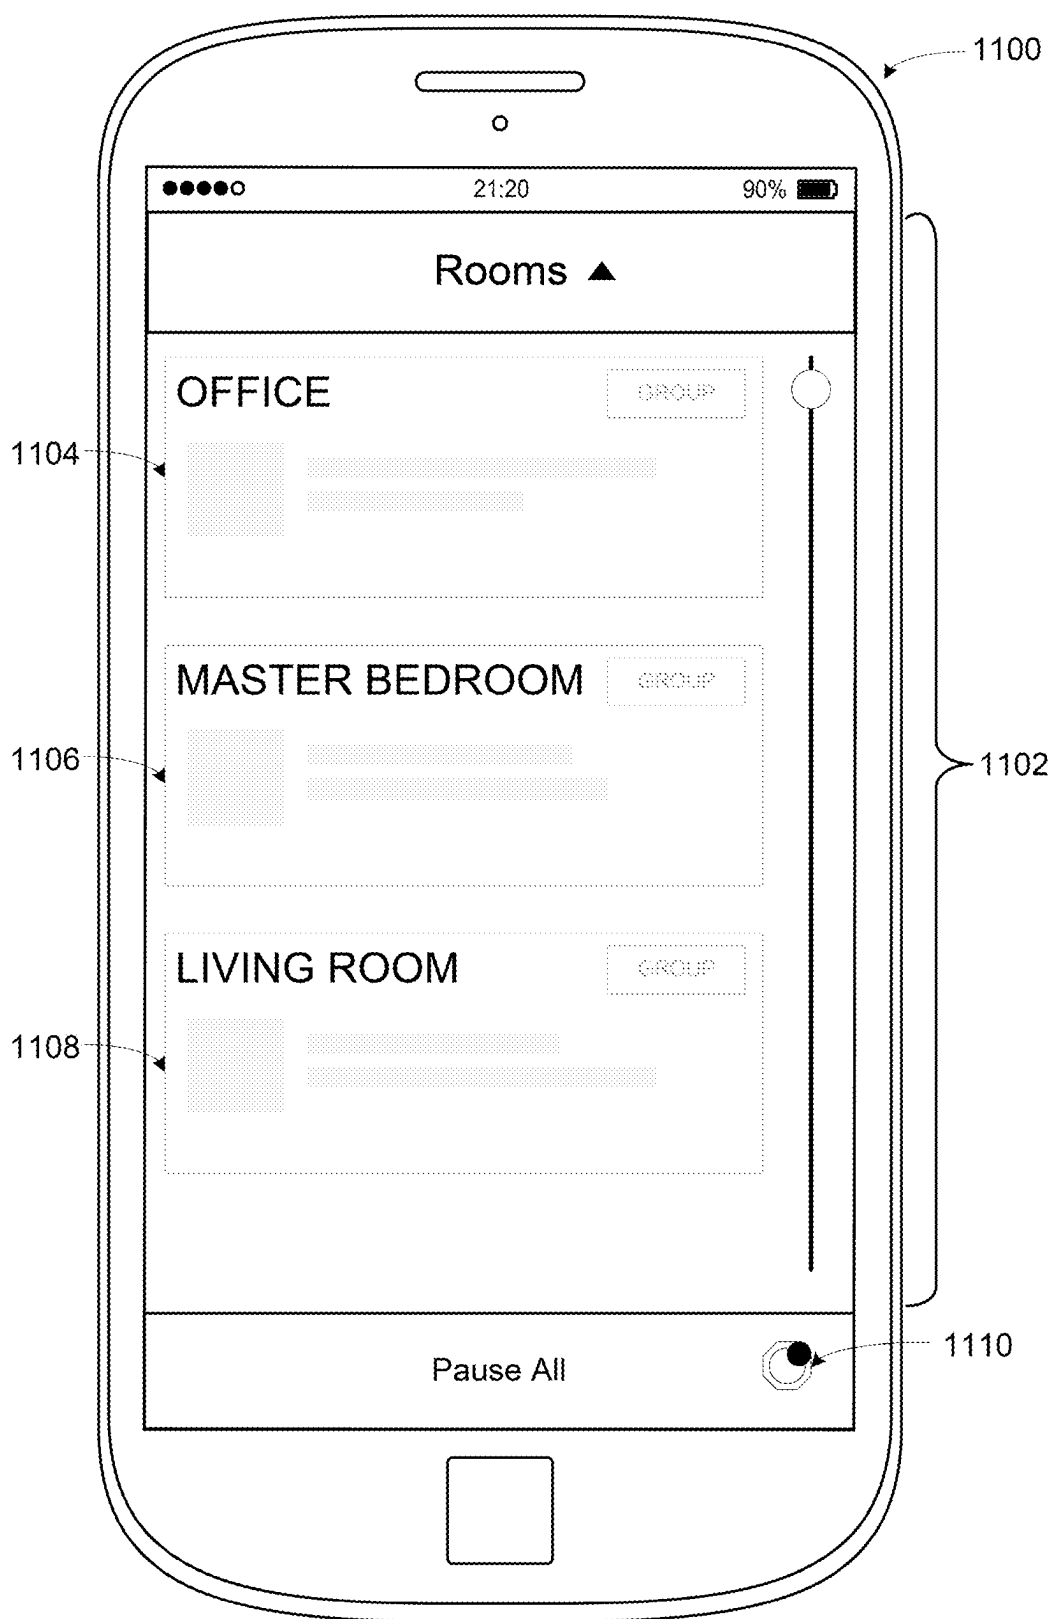 1100
21:20 90%
Rooms
OFFICE GROUP
1104
MASTER BEDROOM GROUP
1106
1102
LIVING ROOM GROUP
1108
1110
Pause All